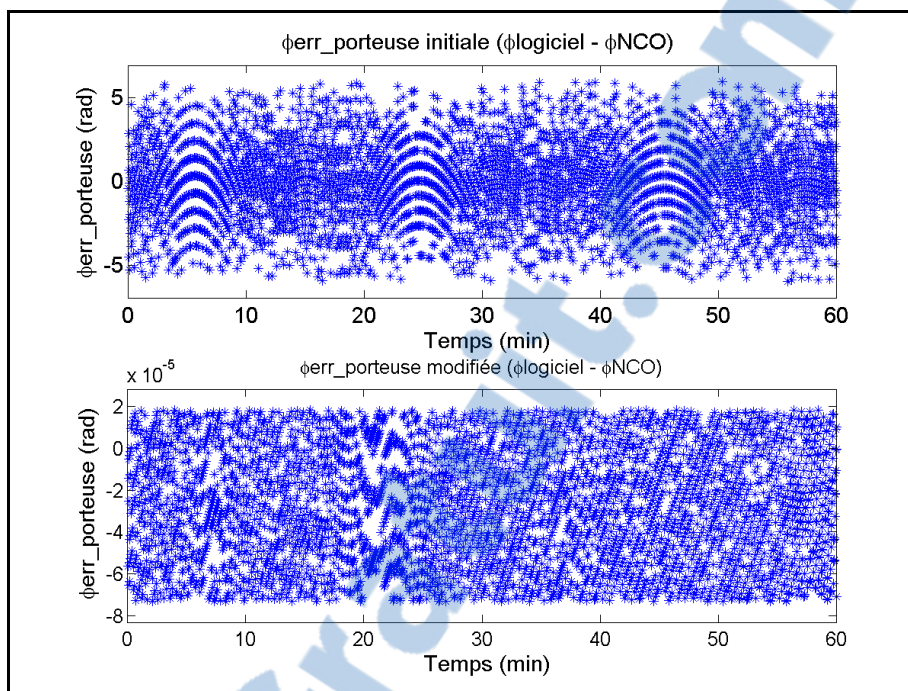 ϕerr_porteuse initiale (ϕlogiciel - ϕNCO)
ϕerr_porteuse (rad)
5
0
-5
0 10 20 30 40 50 60
Temps (min)
x 10^-5
ϕerr_porteuse modifiée (ϕlogiciel - ϕNCO)
ϕerr_porteuse (rad)
2
0
-2
-4
-6
-8
0 10 20 30 40 50 60
Temps (min)